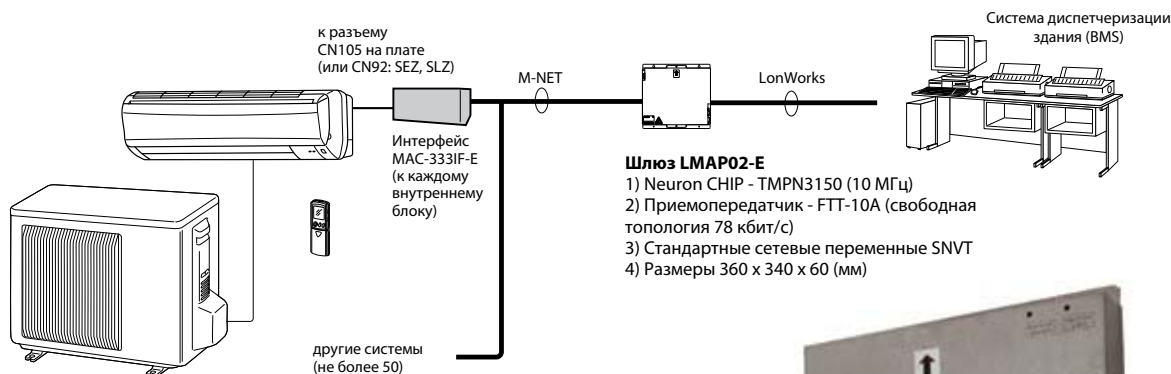 Система диспетчеризации
здания (BMS)
к разъему
CN105 на плате
(или CN92: SEZ, SLZ)
M-NET
LonWorks
Интерфейс
MAC-333IF-E
(к каждому
внутреннему
блоку)
Шлюз LMAP02-E
1) Neuron CHIP - TMPN3150 (10 МГц)
2) Приемопередатчик - FTT-10A (свободная
топология 78 кбит/с)
3) Стандартные сетевые переменные SNVT
4) Размеры 360 x 340 x 60 (мм)
другие системы
(не более 50)